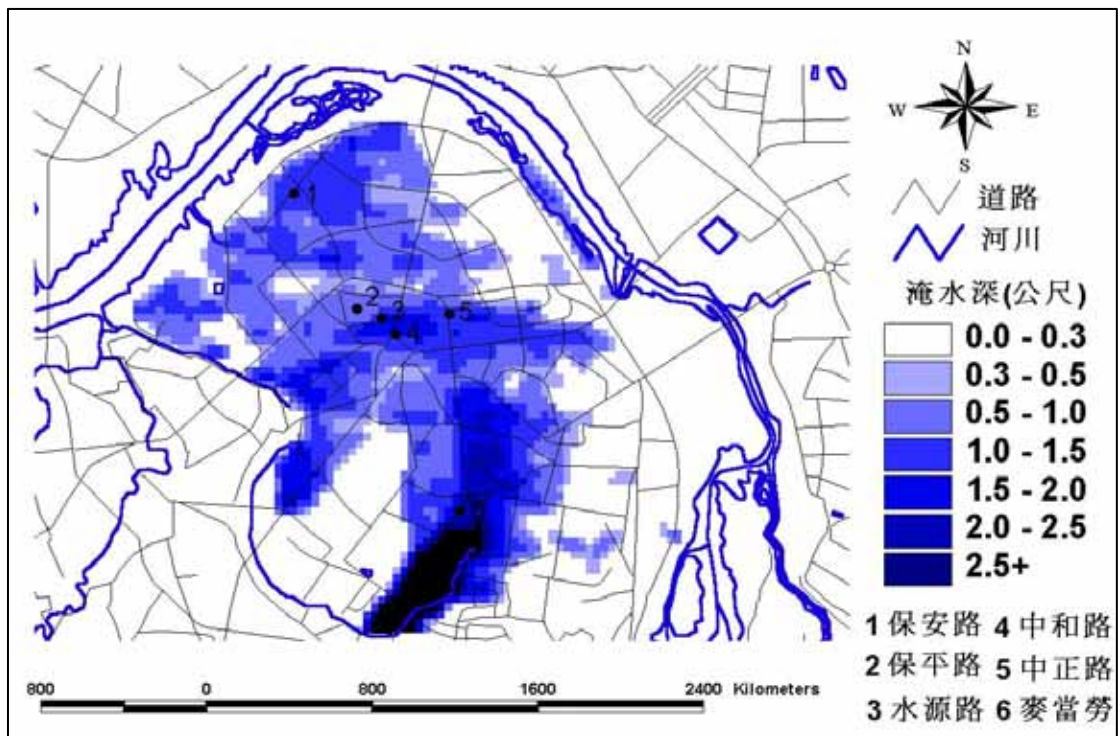 N
W E
S
道路
河川
淹水深(公尺)
0.0 - 0.3
0.3 - 0.5
0.5 - 1.0
1.0 - 1.5
1.5 - 2.0
2.0 - 2.5
2.5+
1 保安路 4 中和路
2 保平路 5 中正路
3 水源路 6 麥當勞
1
2
3
4
5
800 0 800 1600 2400 Kilometers